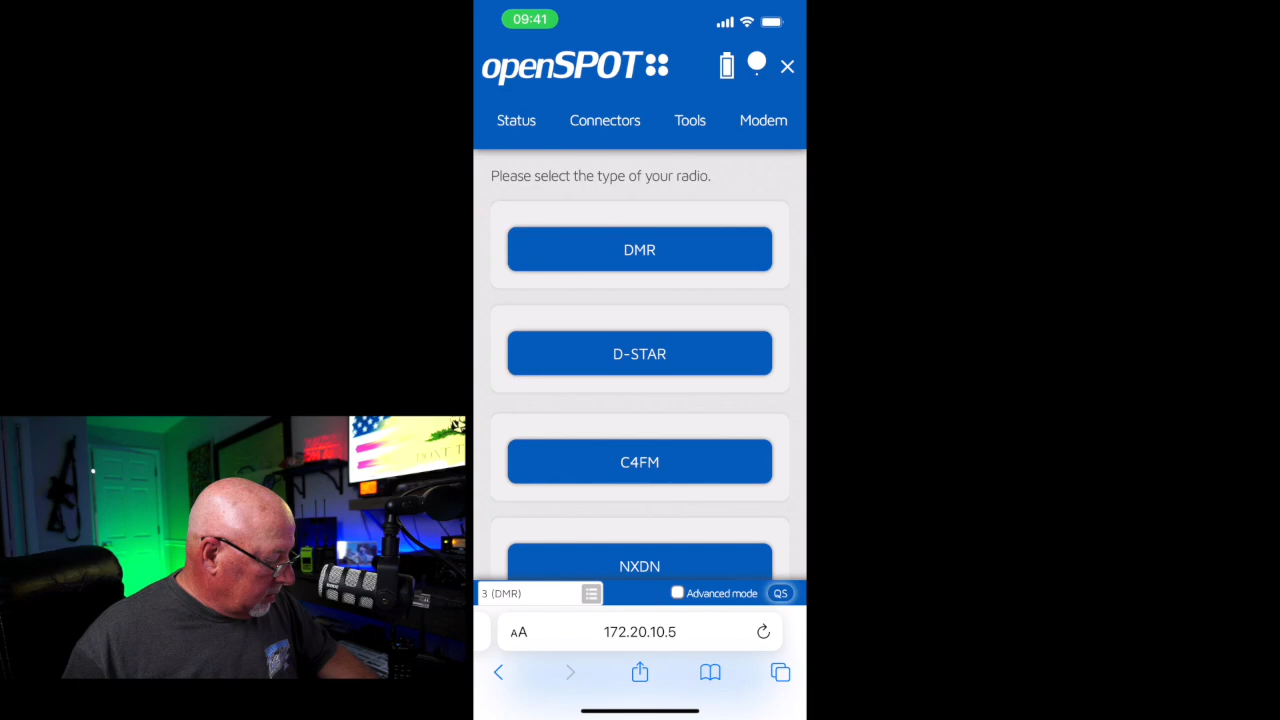 09:41
openSPOT
Status Connectors Tools Modem
Please select the type of your radio.
DMR
D-STAR
C4FM
NXDN
3 (DMR)
Advanced mode QS
AA 172.20.10.5